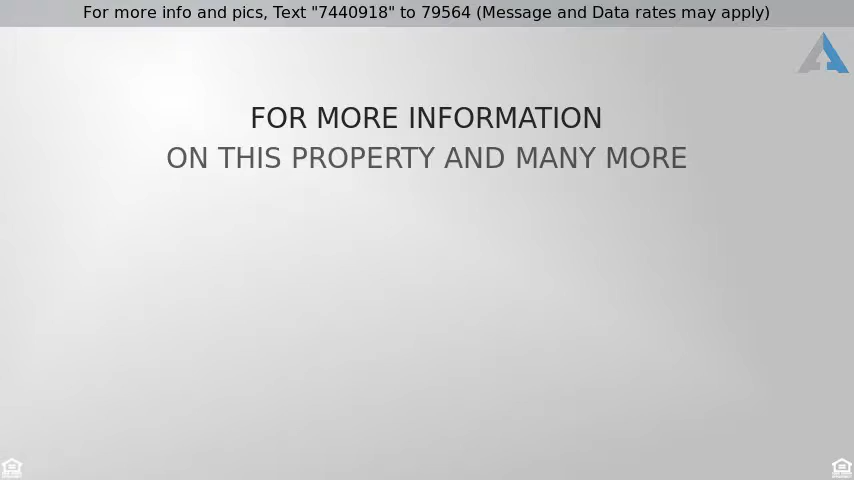 For more info and pics, Text "7440918" to 79564 (Message and Data rates may apply)
FOR MORE INFORMATION
ON THIS PROPERTY AND MANY MORE